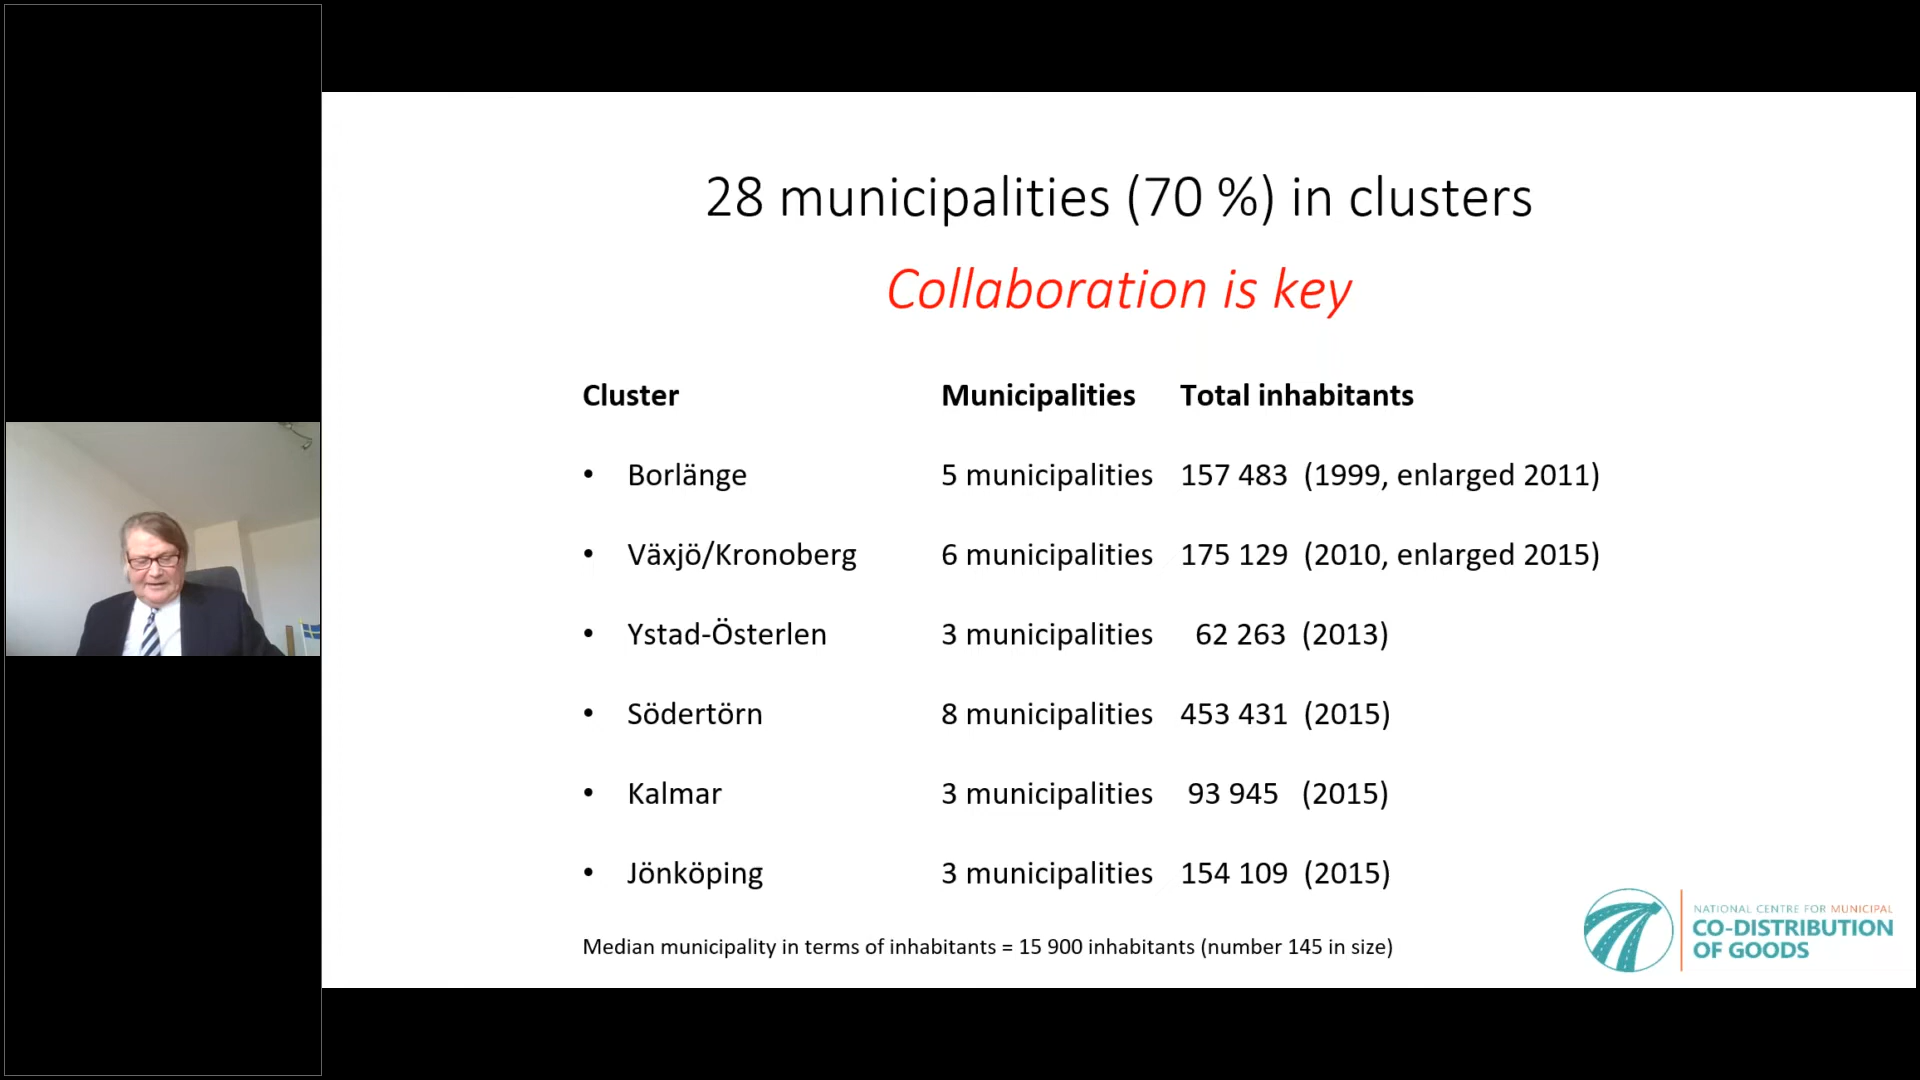 28 municipalities (70 %) in clusters
Collaboration is key
Cluster Municipalities Total inhabitants
• Borlänge 5 municipalities 157 483 (1999, enlarged 2011)
• Växjö/Kronoberg 6 municipalities 175 129 (2010, enlarged 2015)
• Ystad-Österlen 3 municipalities 62 263 (2013)
• Södertörn 8 municipalities 453 431 (2015)
• Kalmar 3 municipalities 93 945 (2015)
• Jönköping 3 municipalities 154 109 (2015)
Median municipality in terms of inhabitants = 15 900 inhabitants (number 145 in size)
NATIONAL CENTRE FOR MUNICIPAL
CO-DISTRIBUTION
OF GOODS